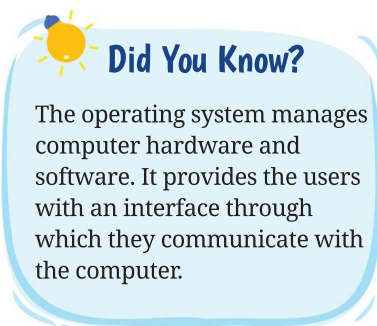 Did You Know?
The operating system manages
computer hardware and
software. It provides the users
with an interface through
which they communicate with
the computer.